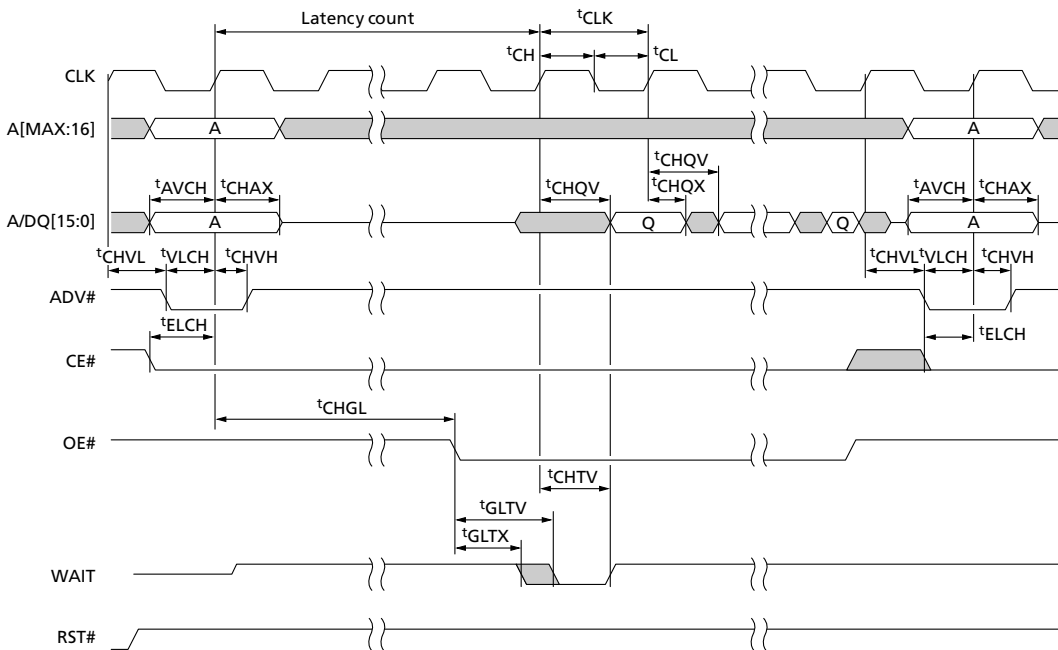 Latency count
tCLK
tCH
tCL
CLK
A[MAX:16]
A
A
tCHQV
tAVCH
tCHAX
tCHQV
tCHQX
tAVCH
tCHAX
A/DQ[15:0]
A
Q
Q
A
tCHVL
tVLCH
tCHVH
tCHVL
tVLCH
tCHVH
ADV#
tELCH
tELCH
CE#
tCHGL
OE#
tCHTV
tGLTV
tGLTX
WAIT
RST#